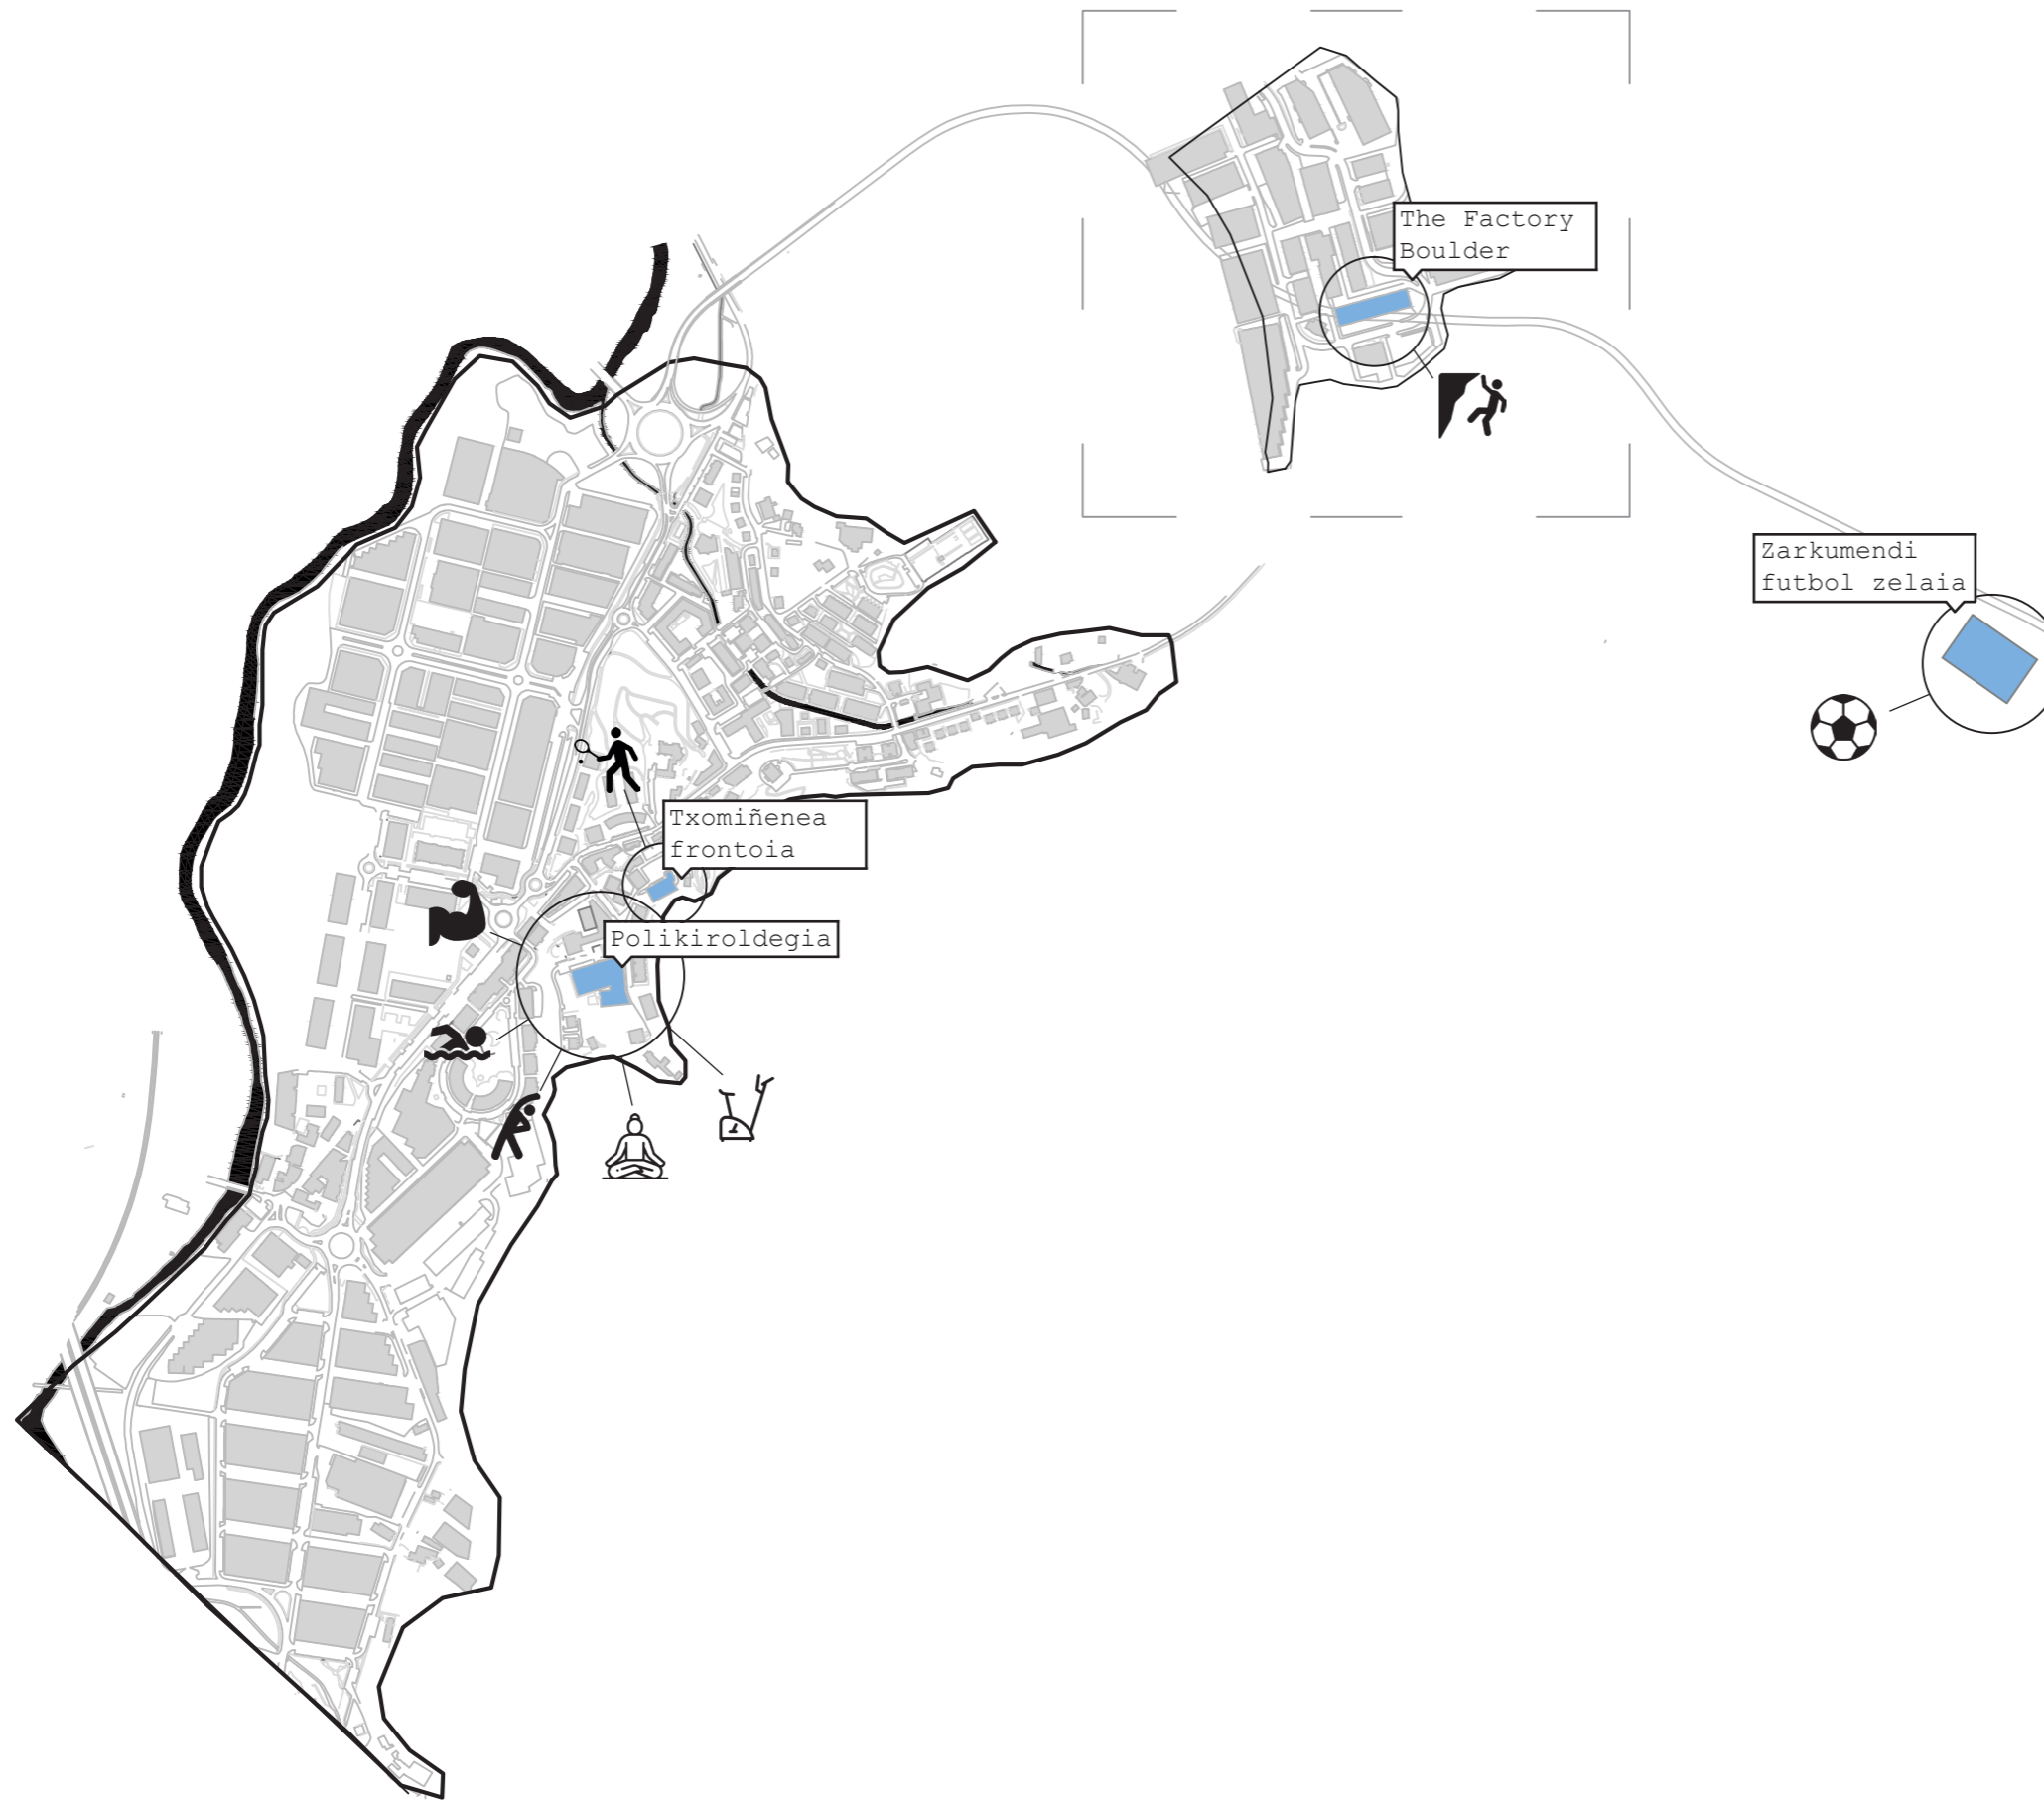 The Factory
Boulder
Zarkumendi
futbol zelaia
Txomiñenea
frontoia
Polikiroldegia